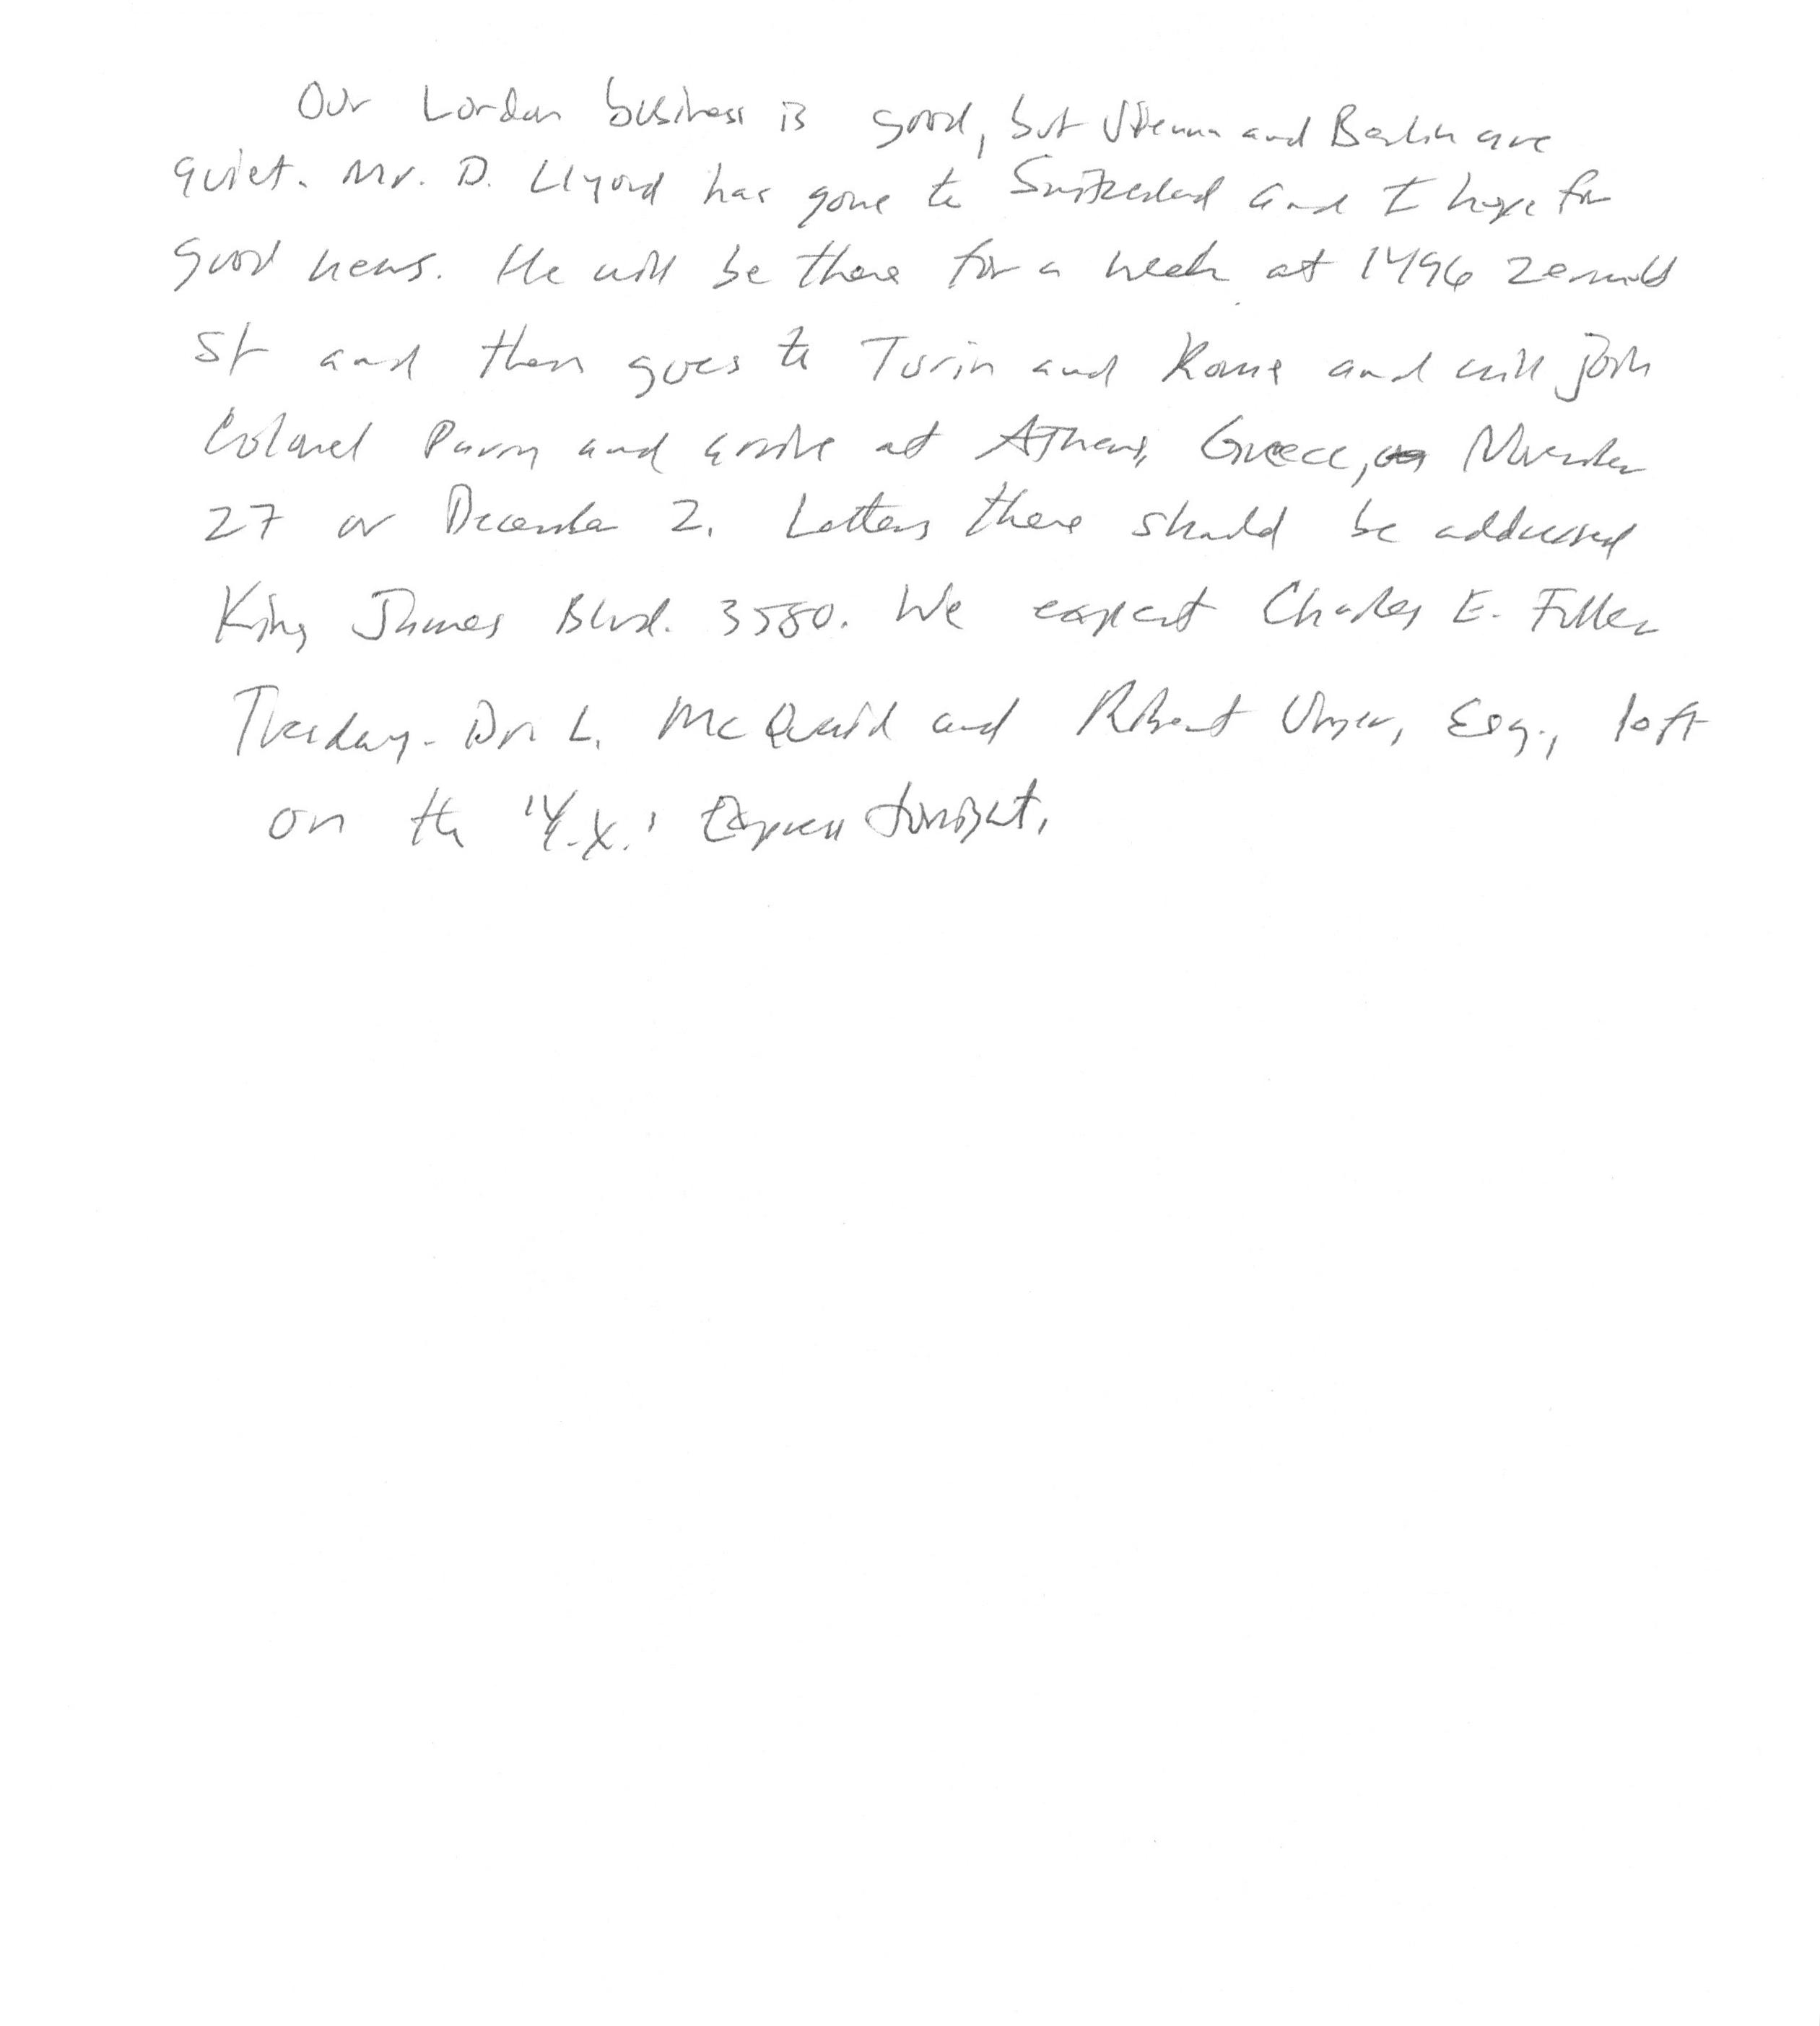 Our London business is good, but Vienna and Berlin are
quiet. Mr. D. Llyord has gone to Switzerland and I hope for
good news. He will be there for a week at 1496 Zermott
St and then goes to Turin and Rome and will join
Colonel Parry and arrive at Athens, Greece, November
27 or December 2. Letters there should be addressed
King James Blvd. 3580. We expect Charles E. Fuller
Tuesday. Dr. L. McQuaid and Robert Unger, Esq., left
on the 'Y.X.' Express tonight.